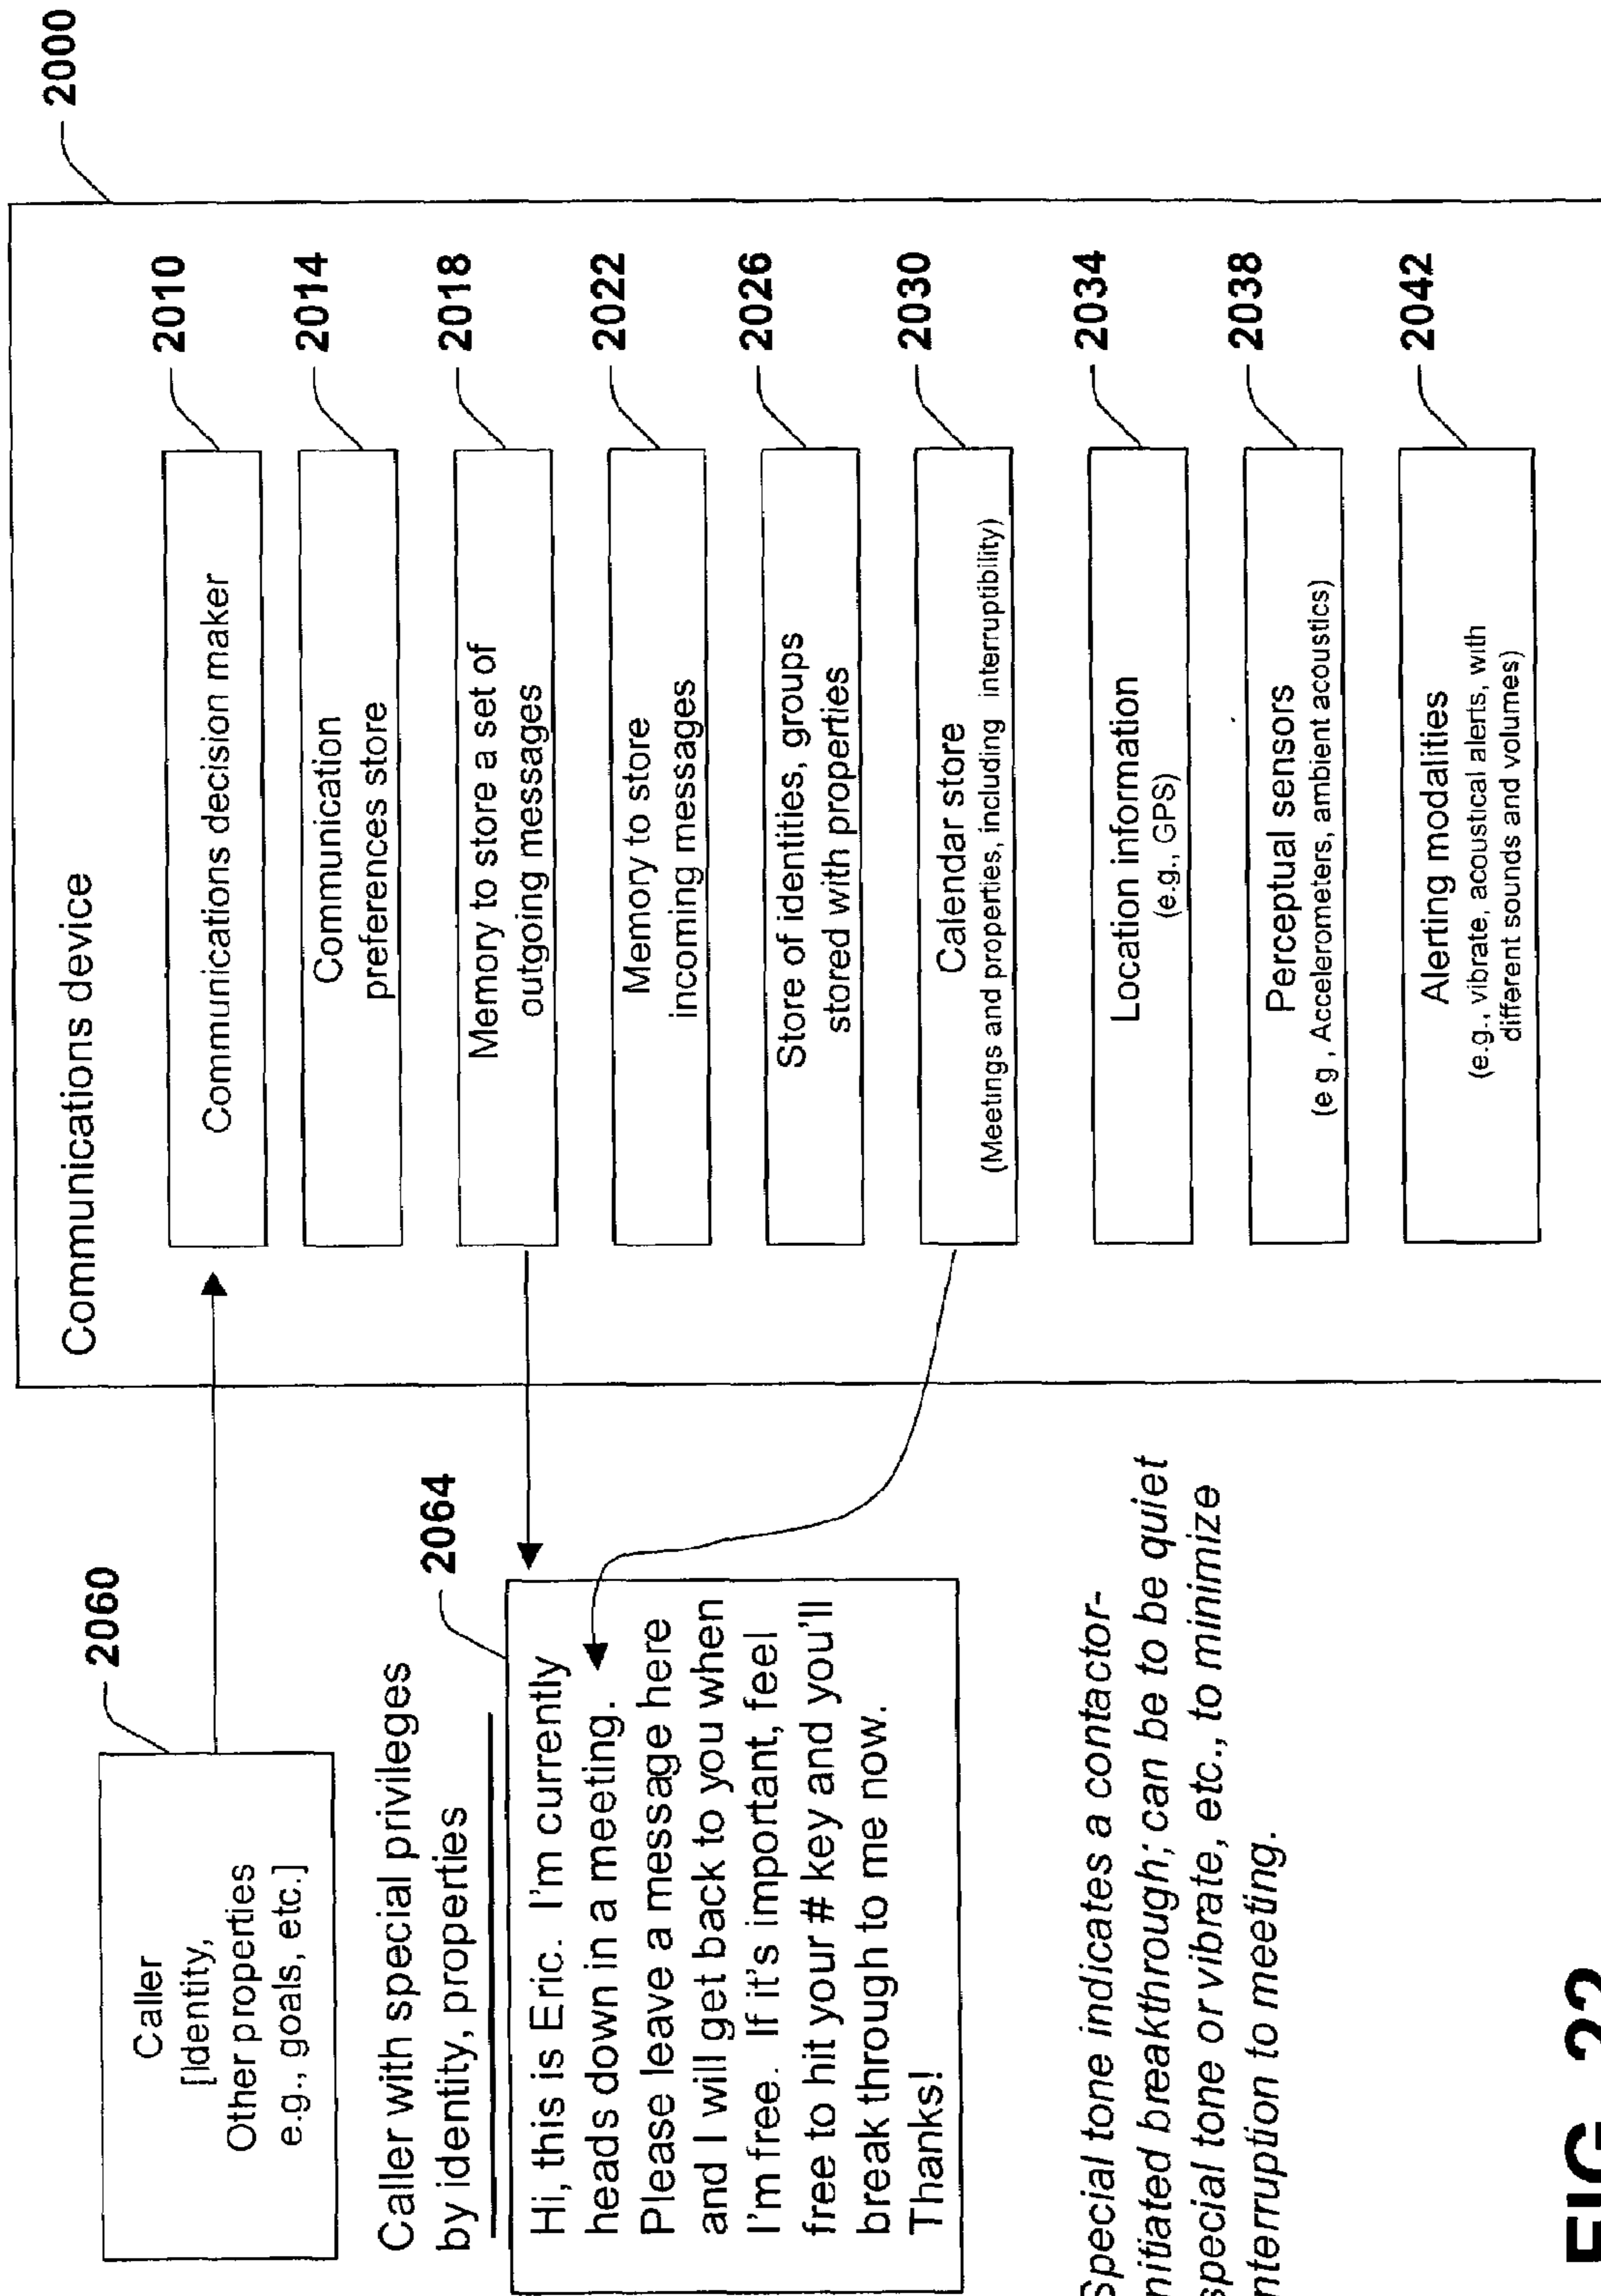 2000
Communications device
2010
Communications decision maker
2014
Communication
preferences store
2018
Memory to store a set of
outgoing messages
2022
Memory to store
incoming messages
2026
Store of identities, groups
stored with properties
2030
Calendar store
(Meetings and properties, including interruptibility)
2034
Location information
(e.g., GPS)
2038
Perceptual sensors
(e g , Accelerometers, ambient acoustics)
2042
Alerting modalities
(e.g., vibrate, acoustical alerts, with
different sounds and volumes)
2060
Caller
[Identity,
Other properties
e.g., goals, etc.]
Caller with special privileges
by identity, properties
2064
Hi, this is Eric. I'm currently
heads down in a meeting.
Please leave a message here
and I will get back to you when
I'm free. If it's important, feel
free to hit your # key and you'll
break through to me now.
Thanks!
Special tone indicates a contactor-
initiated breakthrough; can be to be quiet
special tone or vibrate, etc., to minimize
interruption to meeting.
FIG 22